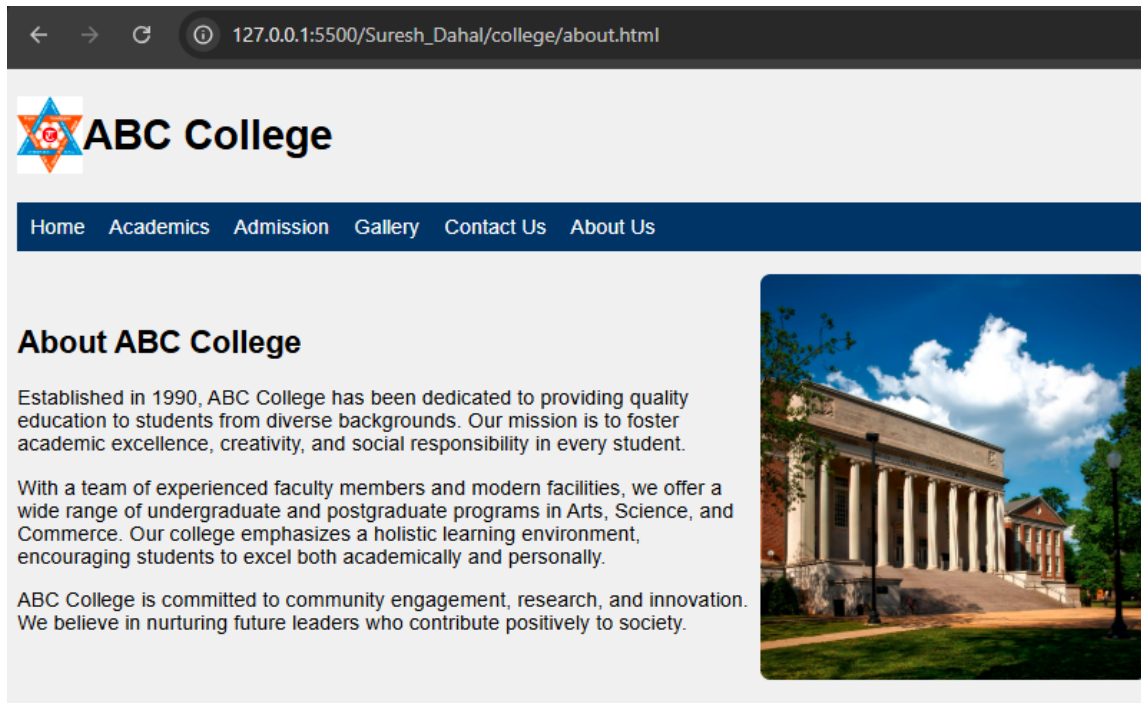 127.0.0.1:5500/Suresh_Dahal/college/about.html
ABC College
Home Academics Admission Gallery Contact Us About Us
About ABC College
Established in 1990, ABC College has been dedicated to providing quality
education to students from diverse backgrounds. Our mission is to foster
academic excellence, creativity, and social responsibility in every student.
With a team of experienced faculty members and modern facilities, we offer a
wide range of undergraduate and postgraduate programs in Arts, Science, and
Commerce. Our college emphasizes a holistic learning environment,
encouraging students to excel both academically and personally.
ABC College is committed to community engagement, research, and innovation.
We believe in nurturing future leaders who contribute positively to society.